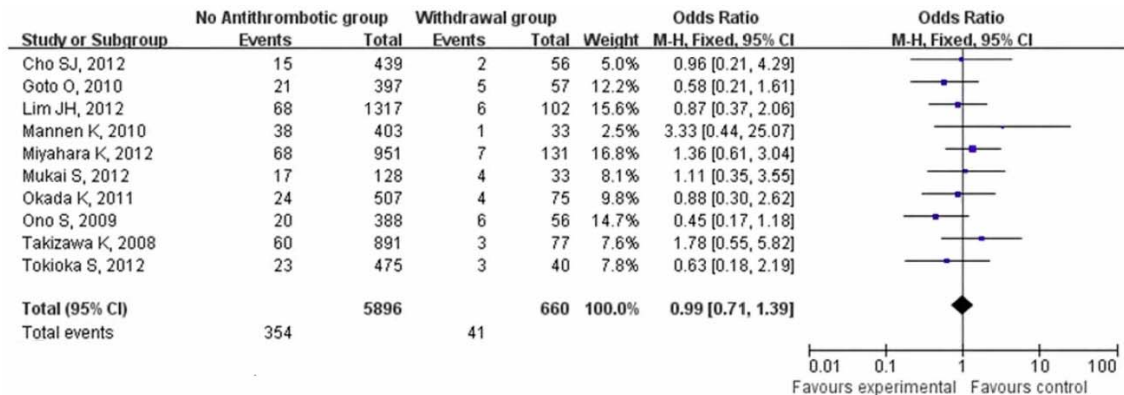 No Antithrombotic group Withdrawal group Odds Ratio Odds Ratio
Study or Subgroup Events Total Events Total Weight M-H, Fixed, 95% CI M-H, Fixed, 95% CI
Cho SJ, 2012 15 439 2 56 5.0% 0.96 [0.21, 4.29]
Goto O, 2010 21 397 5 57 12.2% 0.58 [0.21, 1.61]
Lim JH, 2012 68 1317 6 102 15.6% 0.87 [0.37, 2.06]
Mannen K, 2010 38 403 1 33 2.5% 3.33 [0.44, 25.07]
Miyahara K, 2012 68 951 7 131 16.8% 1.36 [0.61, 3.04]
Mukai S, 2012 17 128 4 33 8.1% 1.11 [0.35, 3.55]
Okada K, 2011 24 507 4 75 9.8% 0.88 [0.30, 2.62]
Ono S, 2009 20 388 6 56 14.7% 0.45 [0.17, 1.18]
Takizawa K, 2008 60 891 3 77 7.6% 1.78 [0.55, 5.82]
Tokioka S, 2012 23 475 3 40 7.8% 0.63 [0.18, 2.19]
Total (95% CI) 5896 660 100.0% 0.99 [0.71, 1.39]
Total events 354 41
0.01 0.1 1 10 100
Favours experimental Favours control